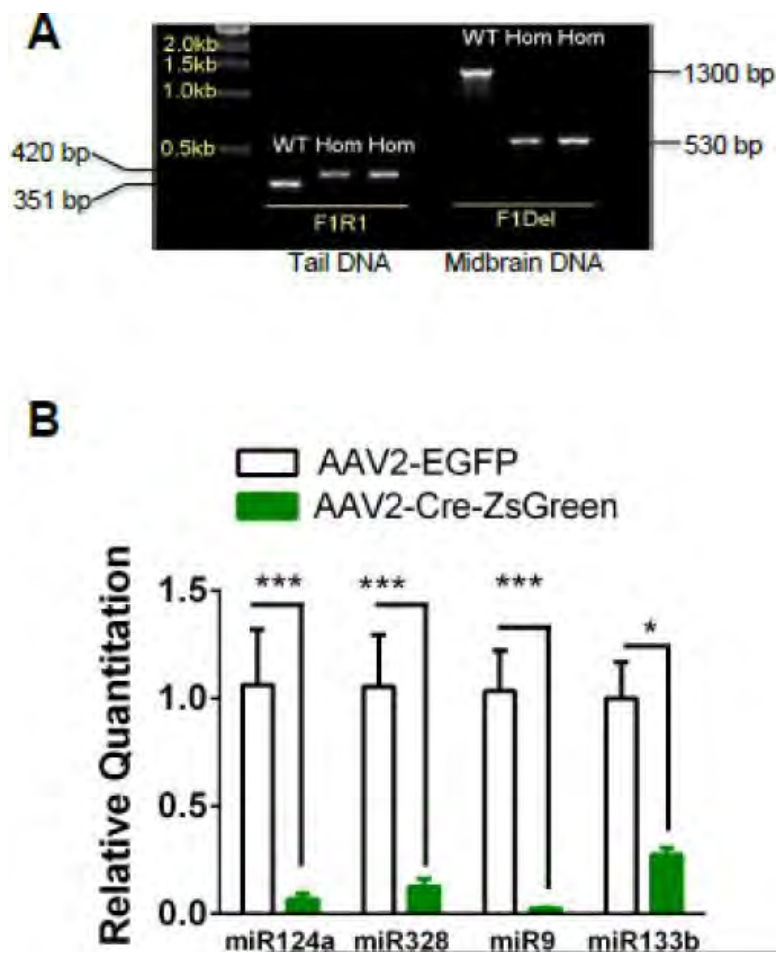 A
2.0kb
1.5kb
1.0kb
0.5kb
WT Hom Hom
1300 bp
530 bp
420 bp
351 bp
WT Hom Hom
F1R1
F1Del
Tail DNA
Midbrain DNA
B
AAV2-EGFP
AAV2-Cre-ZsGreen
Relative Quantitation
1.5
1.0
0.5
0.0
***
***
***
*
miR124a miR328 miR9 miR133b